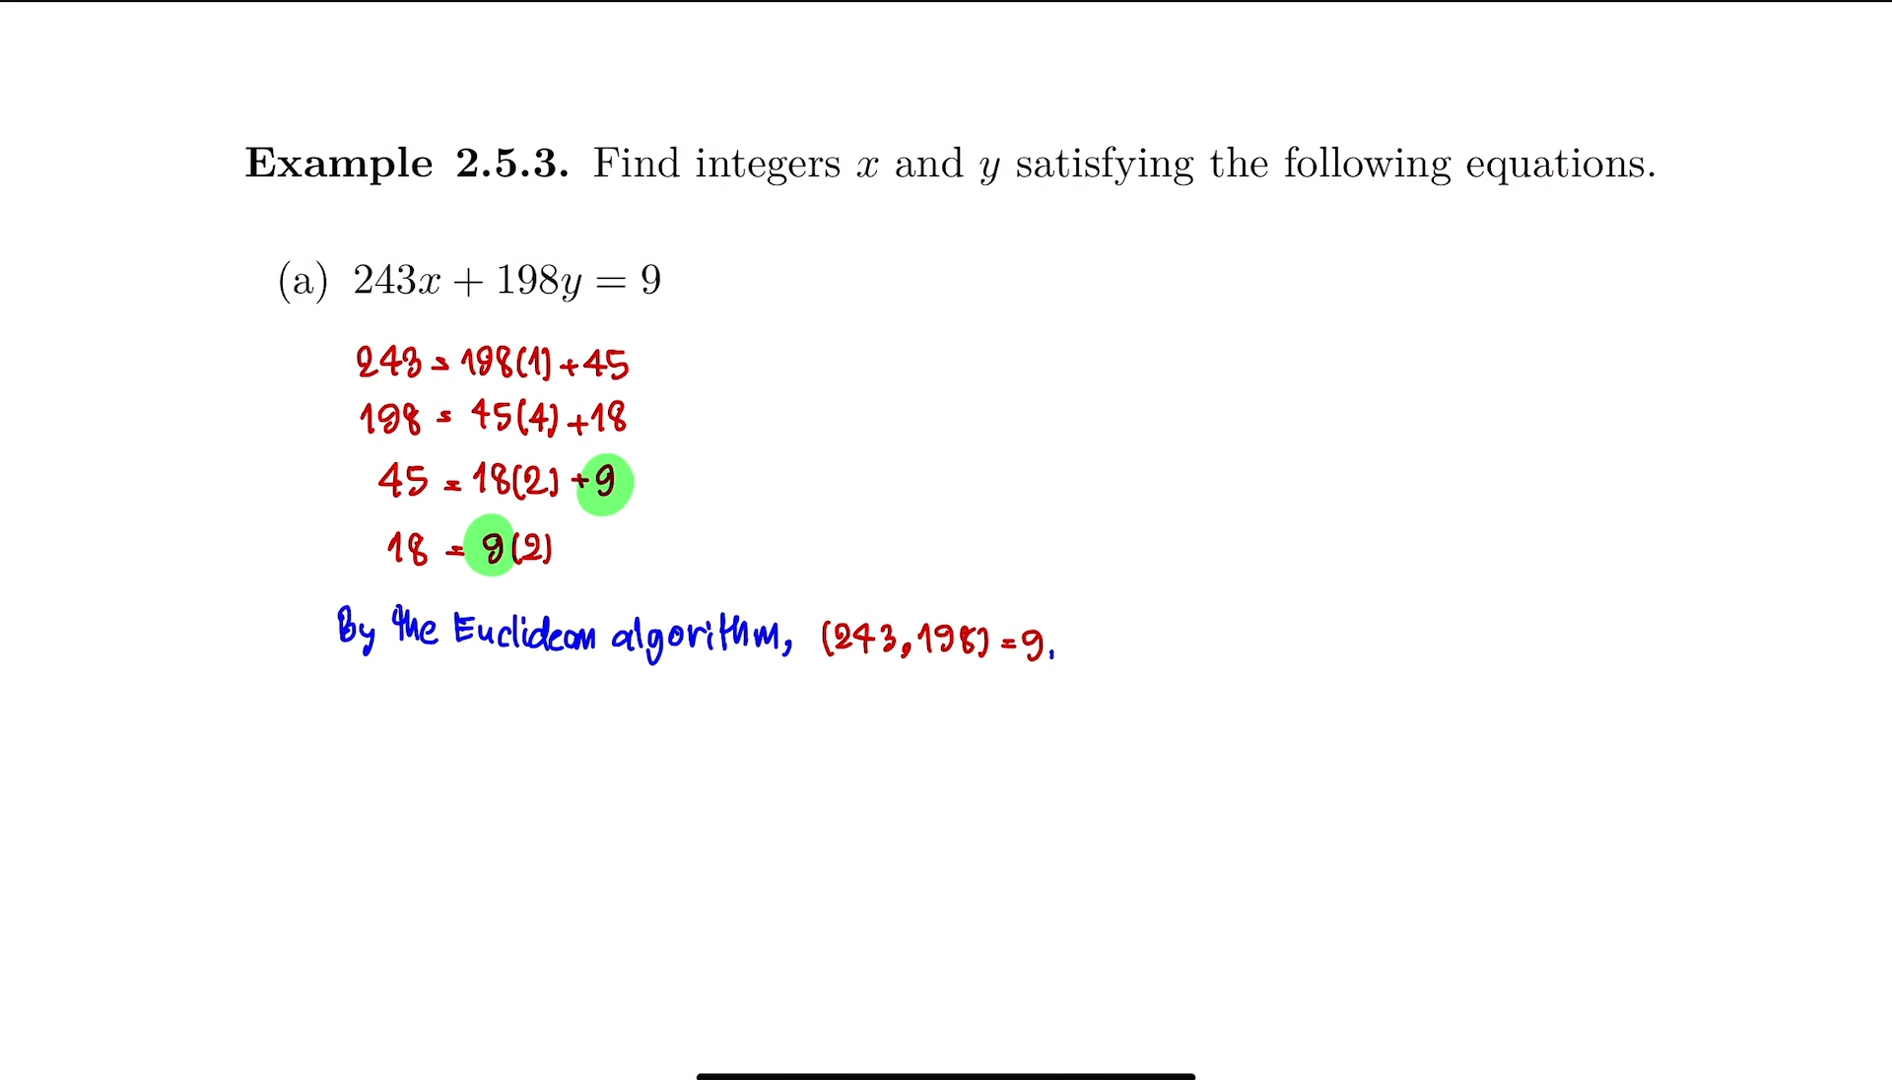 Example 2.5.3. Find integers x and y satisfying the following equations.
(a) 243x + 198y = 9
243 = 198(1) + 45
198 = 45(4) + 18
45 = 18(2) + 9
18 = 9(2)
By the Euclidean algorithm, (243, 198) = 9.